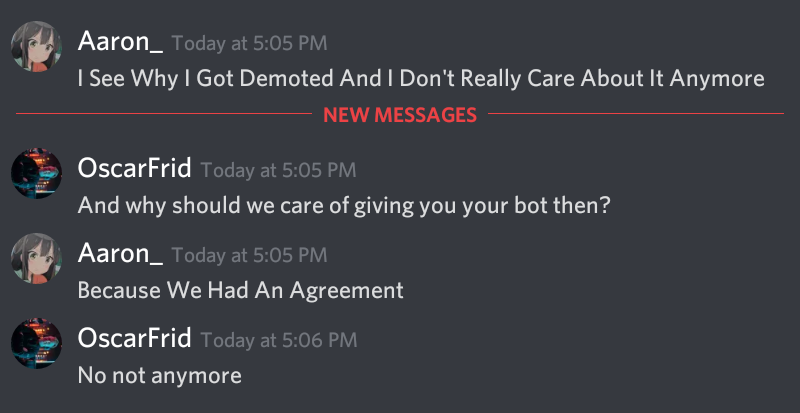 Aaron_ Today at 5:05 PM
I See Why I Got Demoted And I Don't Really Care About It Anymore
NEW MESSAGES
OscarFrid Today at 5:05 PM
And why should we care of giving you your bot then?
Aaron_ Today at 5:05 PM
Because We Had An Agreement
OscarFrid Today at 5:06 PM
No not anymore